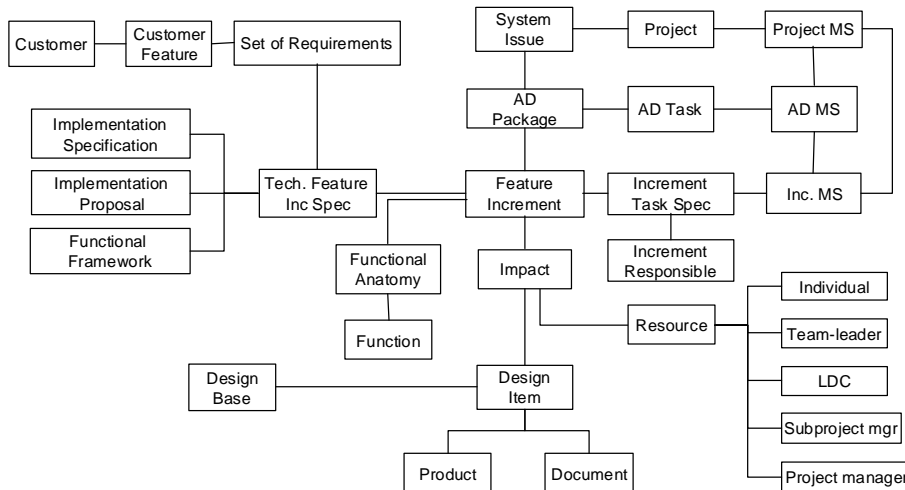 System
Issue
Project
Project MS
Customer
Customer
Feature
Set of Requirements
AD
Package
AD Task
AD MS
Implementation
Specification
Implementation
Proposal
Functional
Framework
Tech. Feature
Inc Spec
Feature
Increment
Increment
Task Spec
Inc. MS
Functional
Anatomy
Impact
Increment
Responsible
Function
Resource
Individual
Team-leader
LDC
Subproject mgr
Project manager
Design
Base
Design
Item
Product
Document